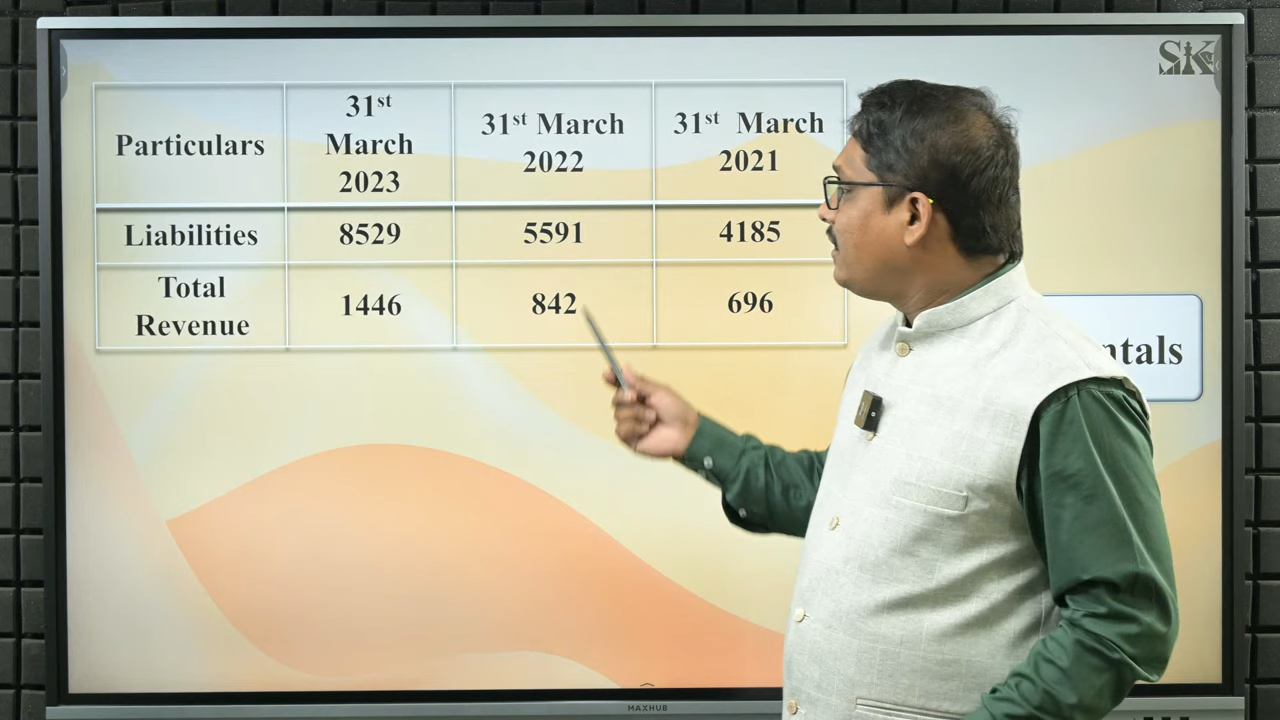 SK
Particulars
31st
March
2023
31st March
2022
31st March
2021
Liabilities
8529
5591
4185
Total
Revenue
1446
842
696
ntals
MAXHUB